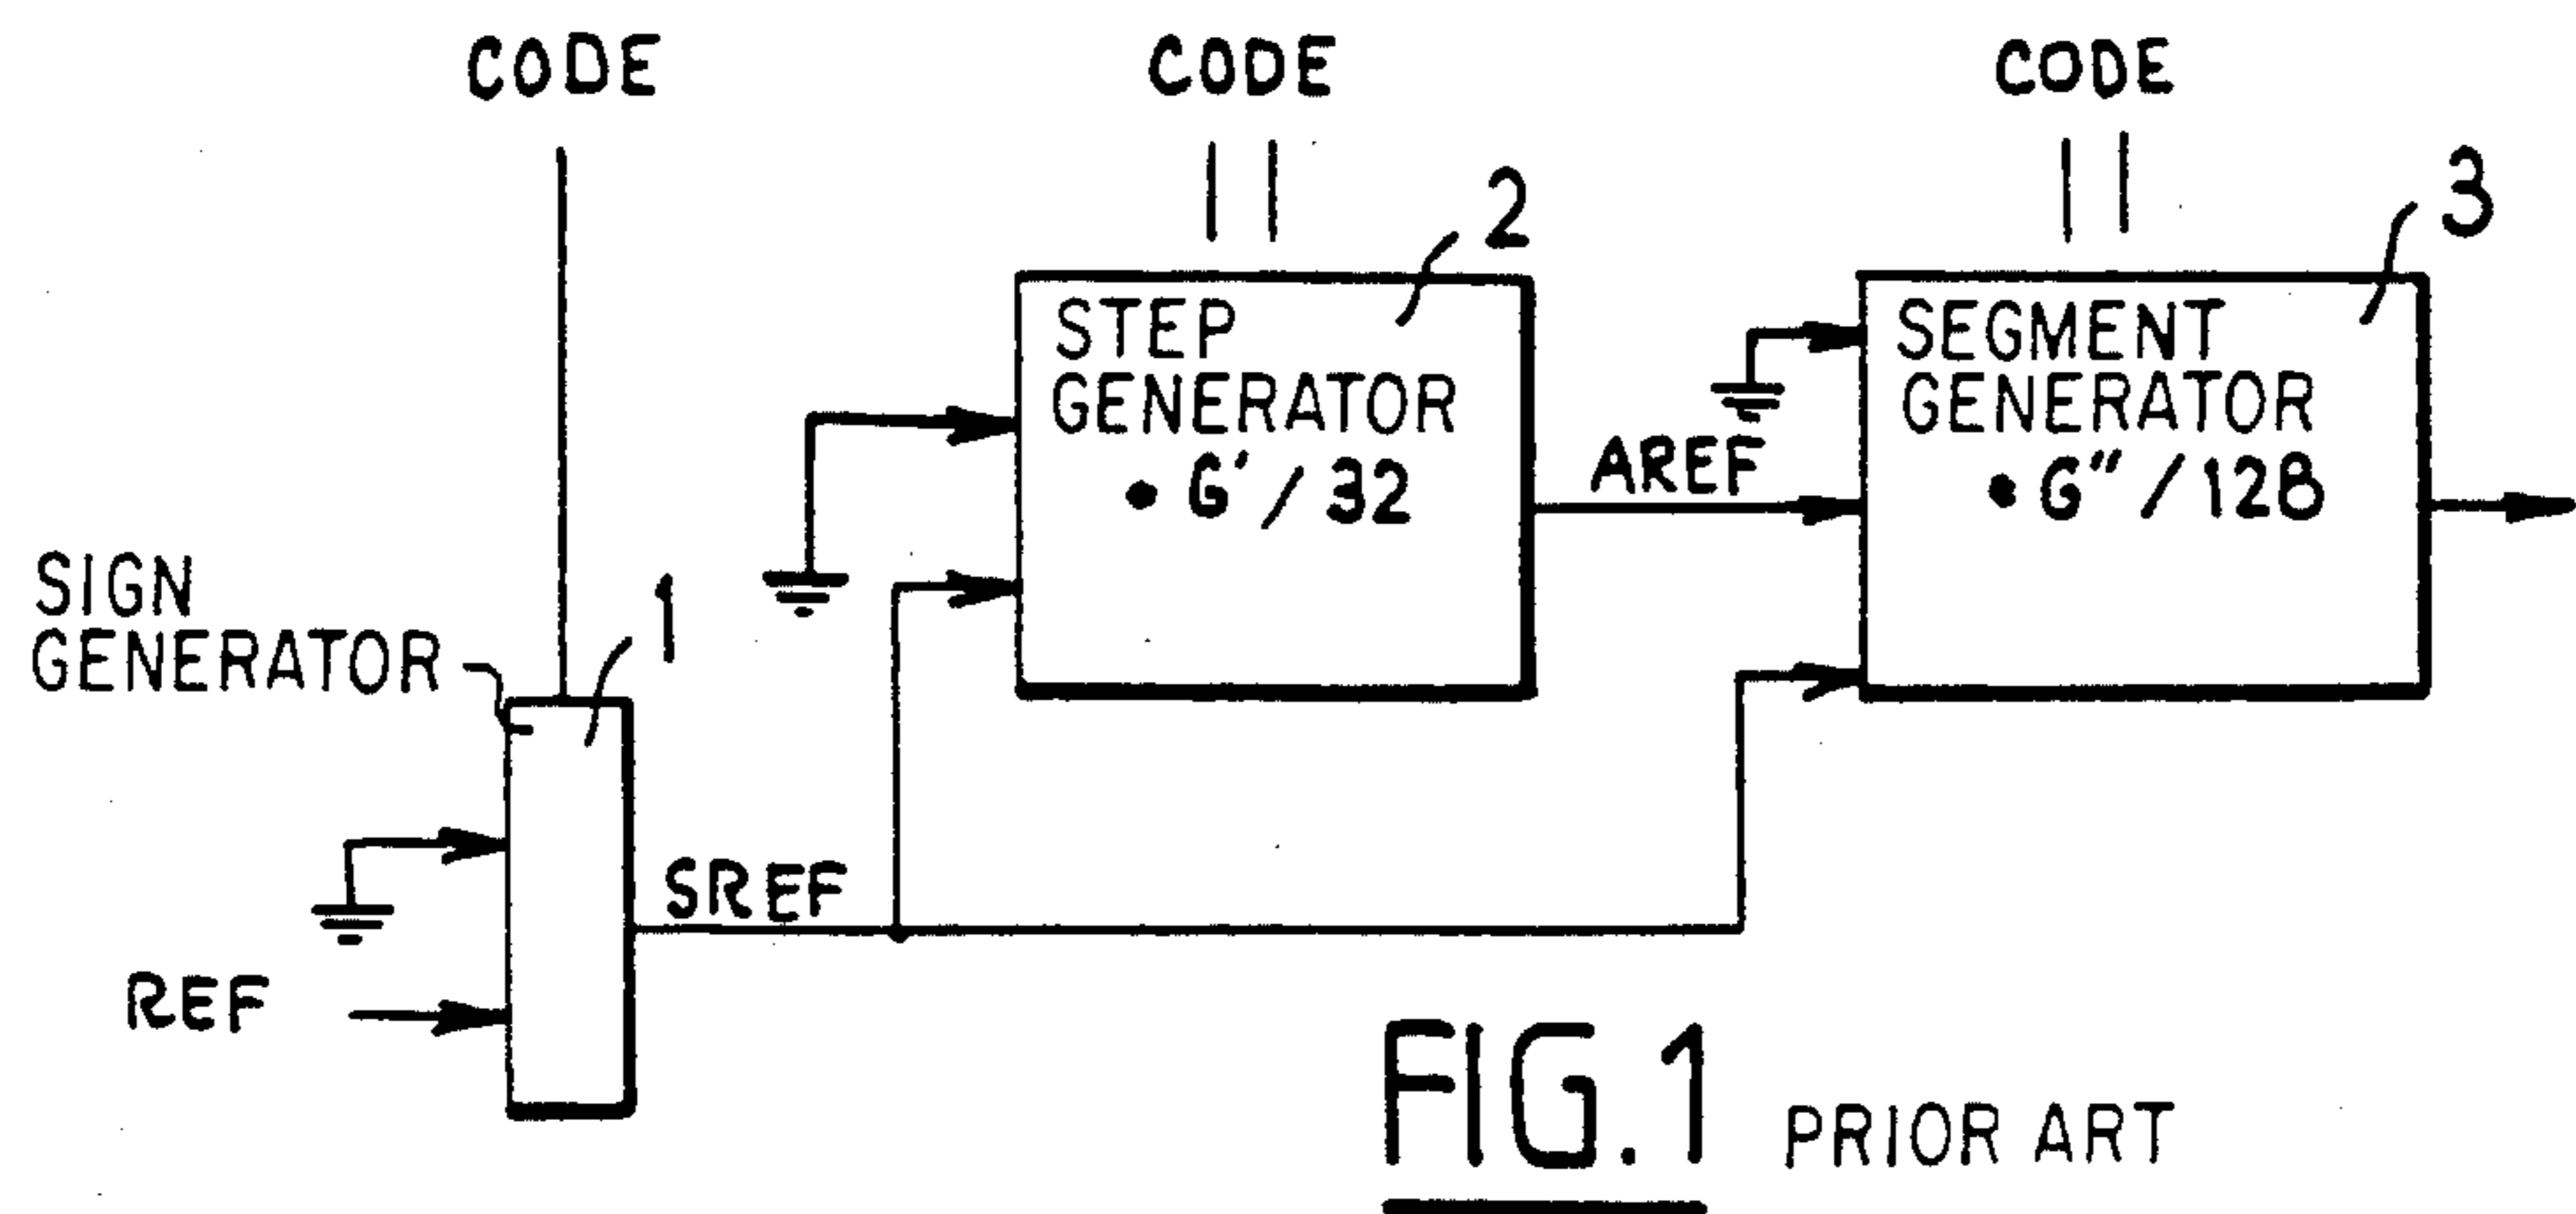 CODE
CODE
CODE
2
3
STEP
GENERATOR
• G' / 32
SEGMENT
GENERATOR
• G" / 128
AREF
SIGN
GENERATOR
1
SREF
REF
FIG.1 PRIOR ART